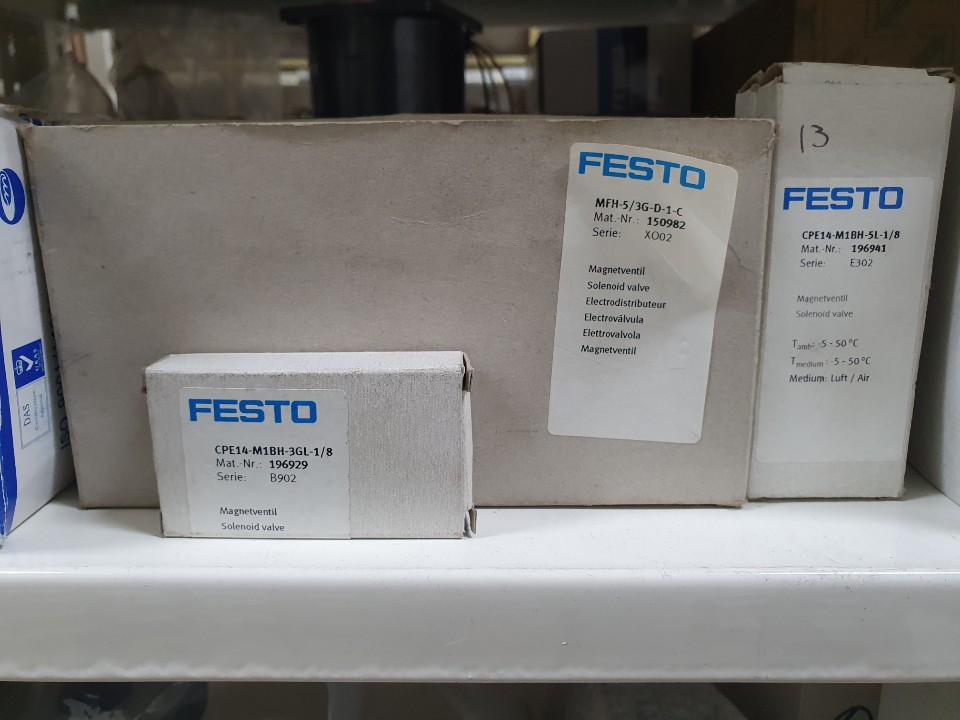 FESTO
MFH-5/3G-D-1-C
Mat.-Nr.: 150982
Serie: XO02
Magnetventil
Solenoid valve
Electrodistributeur
Electroválvula
Elettrovalvola
Magnetventil
13
FESTO
CPE14-M1BH-5L-1/8
Mat.-Nr.: 196941
Serie: E302
Magnetventil
Solenoid valve
Tamb: -5 - 50 °C
Tmedium : -5 - 50 °C
Medium: Luft / Air
FESTO
CPE14-M1BH-3GL-1/8
Mat.-Nr.: 196929
Serie: B902
Magnetventil
Solenoid valve
DAS